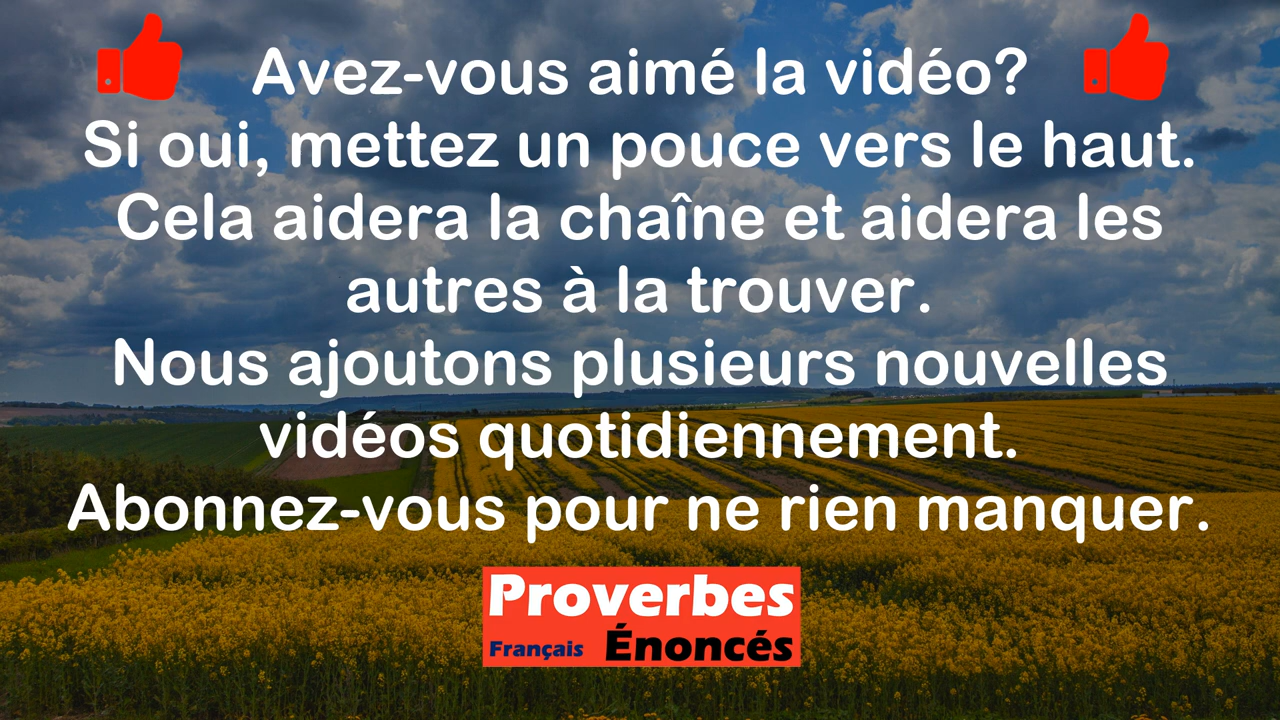 Avez-vous aimé la vidéo?
Si oui, mettez un pouce vers le haut.
Cela aidera la chaîne et aidera les
autres à la trouver.
Nous ajoutons plusieurs nouvelles
vidéos quotidiennement.
Abonnez-vous pour ne rien manquer.
Proverbes
Français Énoncés